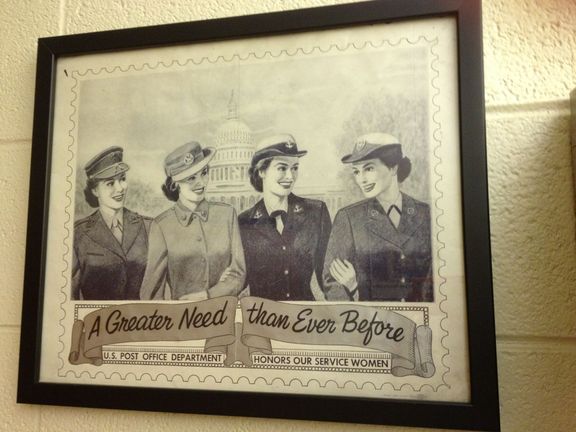 A Greater Need than Ever Before
U.S. POST OFFICE DEPARTMENT HONORS OUR SERVICE WOMEN